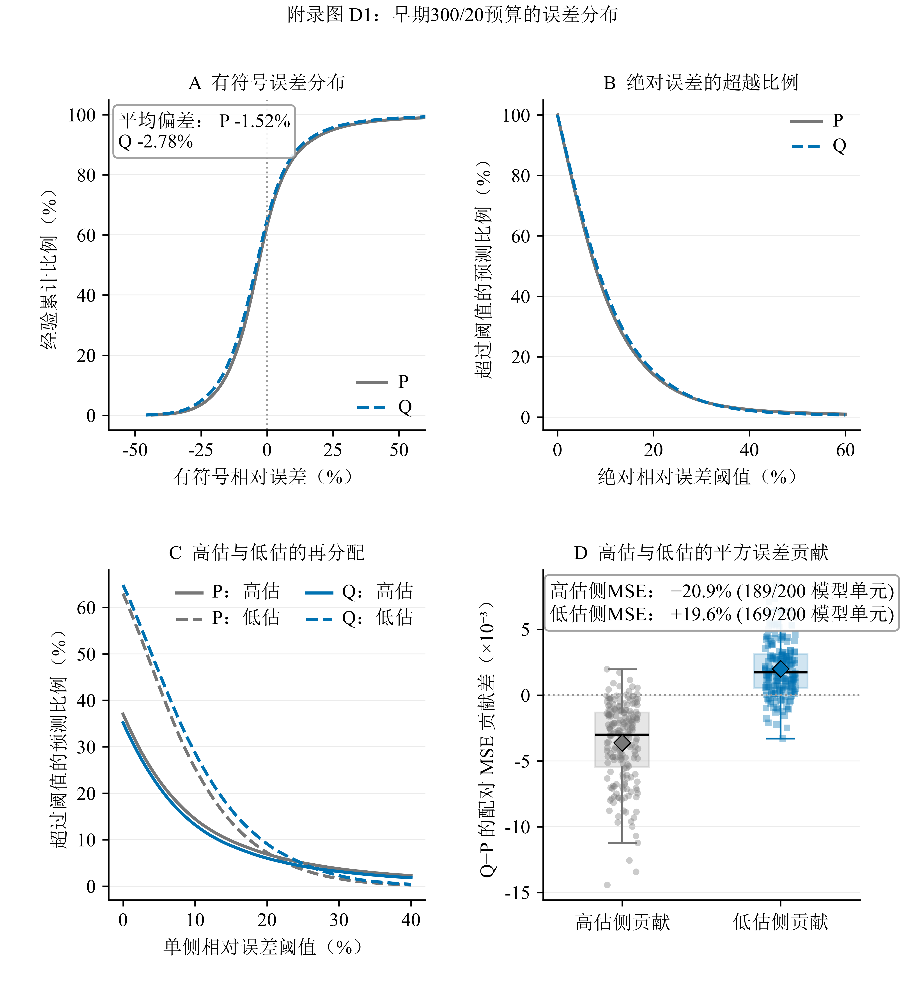 附录图 D1：早期300/20预算的误差分布
A 有符号误差分布
平均偏差： P -1.52%
Q -2.78%
100
80
60
40
20
0
经验累计比例（%）
P
Q
-50
-25
0
25
50
有符号相对误差（%）
B 绝对误差的超越比例
P
Q
100
80
60
40
20
0
超过阈值的预测比例（%）
0
20
40
60
绝对相对误差阈值（%）
C 高估与低估的再分配
P：高估
Q：高估
P：低估
Q：低估
60
50
40
30
20
10
0
超过阈值的预测比例（%）
0
10
20
30
40
单侧相对误差阈值（%）
D 高估与低估的平方误差贡献
高估侧MSE： −20.9% (189/200 模型单元)
低估侧MSE： +19.6% (169/200 模型单元)
5
0
-5
-10
-15
Q−P 的配对 MSE 贡献差（×10⁻³）
高估侧贡献
低估侧贡献